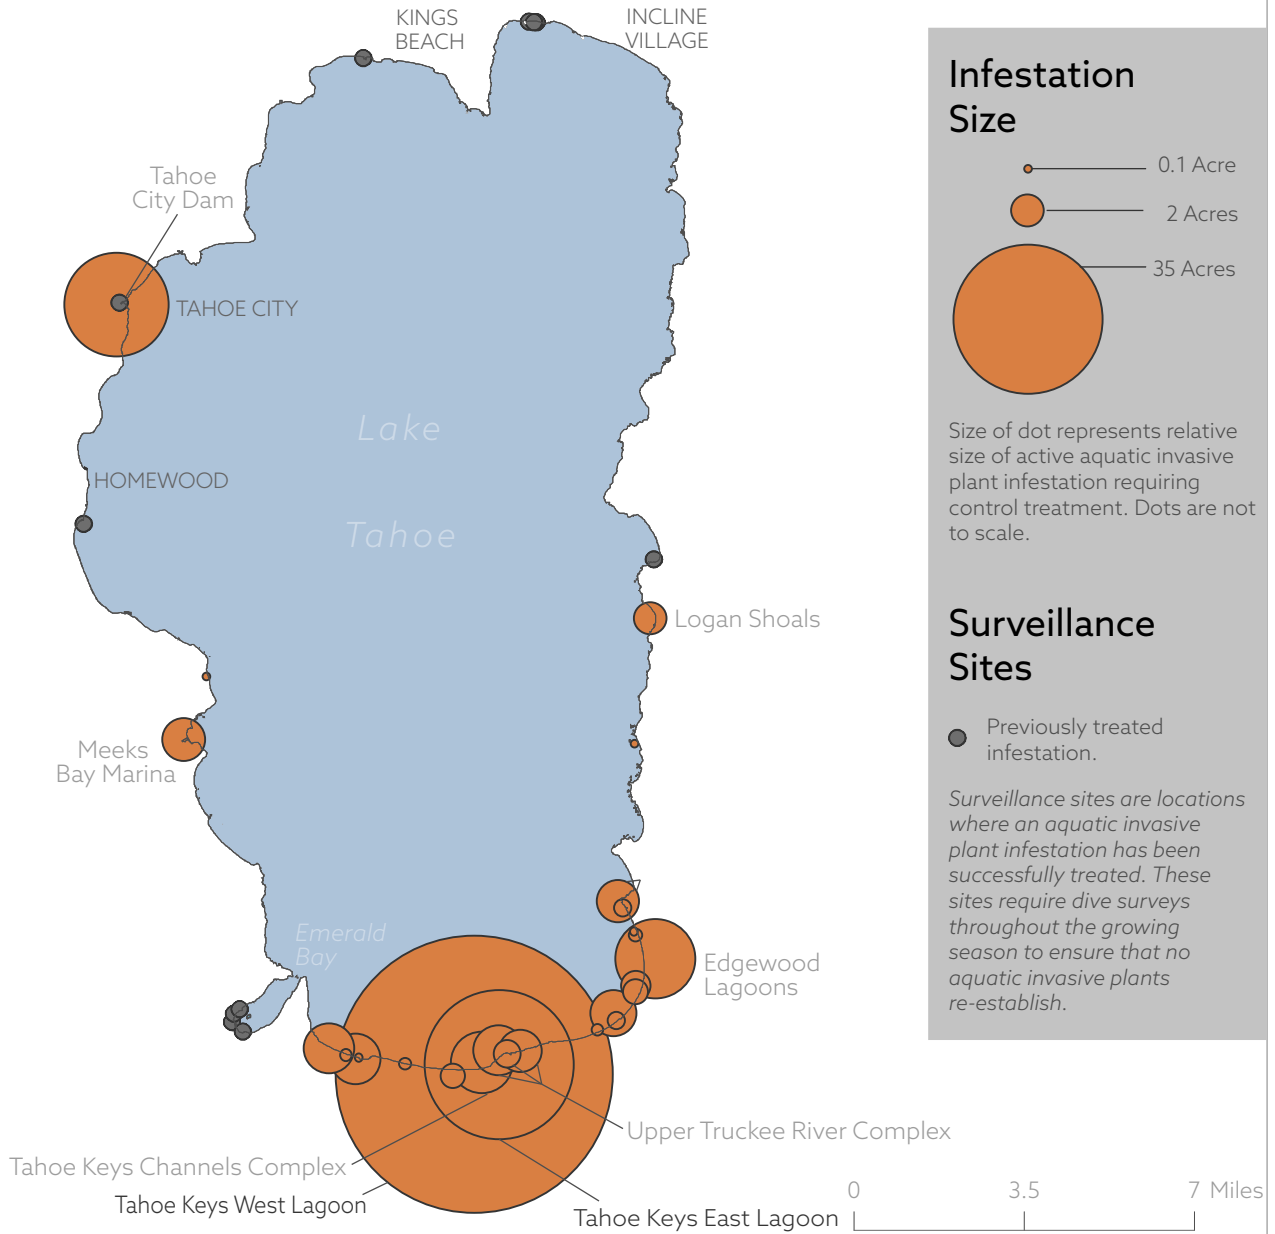 KINGS
BEACH
INCLINE
VILLAGE
Tahoe
City Dam
TAHOE CITY
Lake
HOMEWOOD
Tahoe
Logan Shoals
Meeks
Bay Marina
Emerald
Bay
Edgewood
Lagoons
Upper Truckee River Complex
Tahoe Keys Channels Complex
Tahoe Keys West Lagoon
Tahoe Keys East Lagoon
0
3.5
7 Miles
Infestation
Size
0.1 Acre
2 Acres
35 Acres
Size of dot represents relative
size of active aquatic invasive
plant infestation requiring
control treatment. Dots are not
to scale.
Surveillance
Sites
Previously treated
infestation.
Surveillance sites are locations
where an aquatic invasive
plant infestation has been
successfully treated. These
sites require dive surveys
throughout the growing
season to ensure that no
aquatic invasive plants
re-establish.